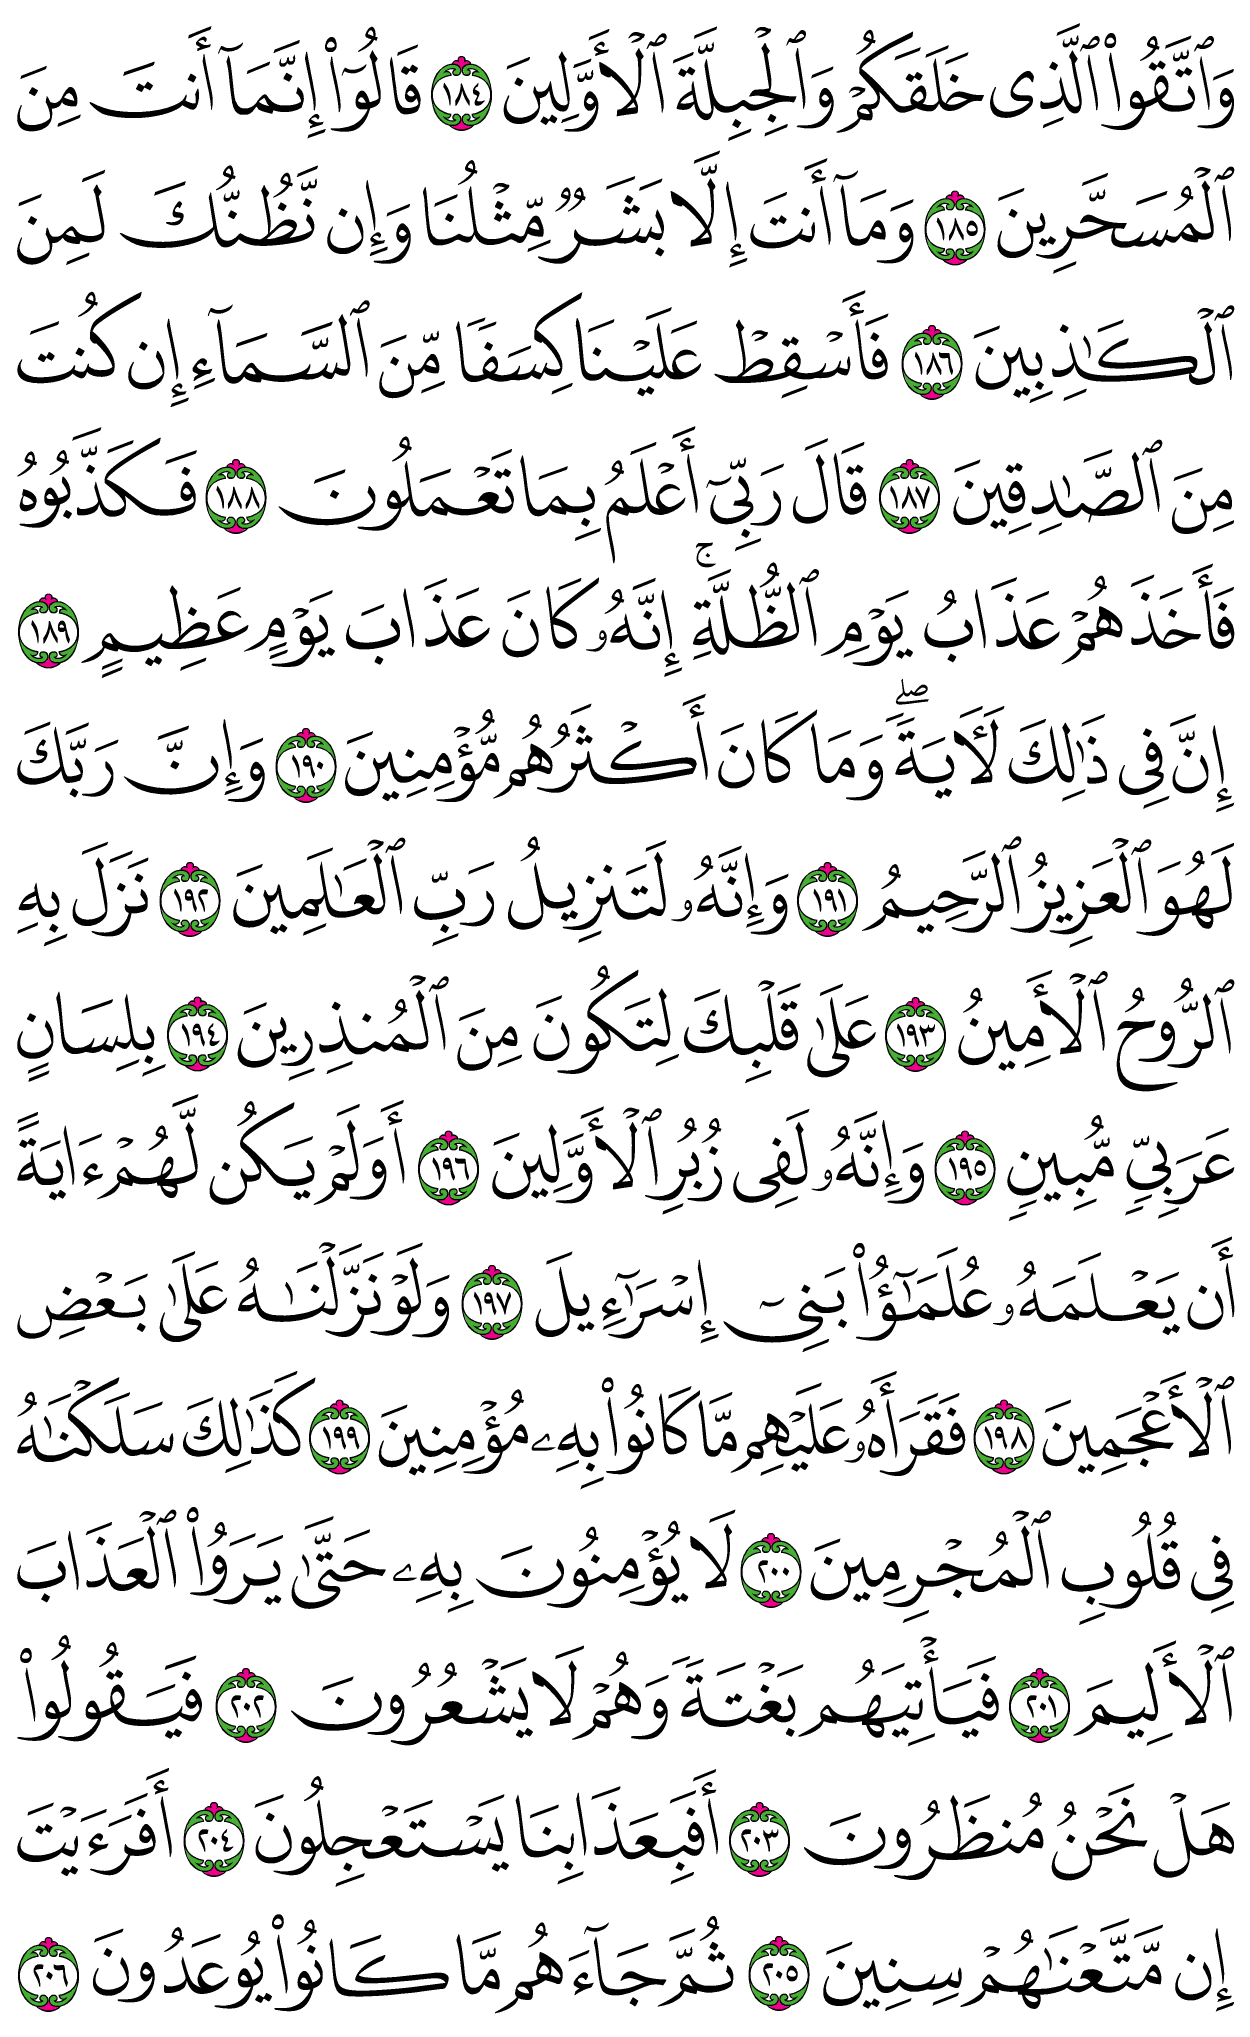 وَٱتَّقُوا۟ ٱلَّذِى خَلَقَكُمْ وَٱلْجِبِلَّةَ ٱلْأَوَّلِينَ ١٨٤ قَالُوٓا۟ إِنَّمَآ أَنتَ مِنَ
ٱلْمُسَحَّرِينَ ١٨٥ وَمَآ أَنتَ إِلَّا بَشَرٌ مِّثْلُنَا وَإِن نَّظُنُّكَ لَمِنَ
ٱلْكَٰذِبِينَ ١٨٦ فَأَسْقِطْ عَلَيْنَا كِسَفًا مِّنَ ٱلسَّمَآءِ إِن كُنتَ
مِنَ ٱلصَّٰدِقِينَ ١٨٧ قَالَ رَبِّىٓ أَعْلَمُ بِمَا تَعْمَلُونَ ١٨٨ فَكَذَّبُوهُ
فَأَخَذَهُمْ عَذَابُ يَوْمِ ٱلظُّلَّةِ ۚ إِنَّهُۥ كَانَ عَذَابَ يَوْمٍ عَظِيمٍ ١٨٩
إِنَّ فِى ذَٰلِكَ لَـَٔايَةً ۖ وَمَا كَانَ أَكْثَرُهُم مُّؤْمِنِينَ ١٩٠ وَإِنَّ رَبَّكَ
لَهُوَ ٱلْعَزِيزُ ٱلرَّحِيمُ ١٩١ وَإِنَّهُۥ لَتَنزِيلُ رَبِّ ٱلْعَٰلَمِينَ ١٩٢ نَزَلَ بِهِ
ٱلرُّوحُ ٱلْأَمِينُ ١٩٣ عَلَىٰ قَلْبِكَ لِتَكُونَ مِنَ ٱلْمُنذِرِينَ ١٩٤ بِلِسَانٍ
عَرَبِىٍّ مُّبِينٍ ١٩٥ وَإِنَّهُۥ لَفِى زُبُرِ ٱلْأَوَّلِينَ ١٩٦ أَوَلَمْ يَكُن لَّهُمْ ءَايَةً
أَن يَعْلَمَهُۥ عُلَمَٰٓؤُا۟ بَنِىٓ إِسْرَٰٓءِيلَ ١٩٧ وَلَوْ نَزَّلْنَٰهُ عَلَىٰ بَعْضِ
ٱلْأَعْجَمِينَ ١٩٨ فَقَرَأَهُۥ عَلَيْهِم مَّا كَانُوا۟ بِهِۦ مُؤْمِنِينَ ١٩٩ كَذَٰلِكَ سَلَكْنَٰهُ
فِى قُلُوبِ ٱلْمُجْرِمِينَ ٢٠٠ لَا يُؤْمِنُونَ بِهِۦ حَتَّىٰ يَرَوُا۟ ٱلْعَذَابَ
ٱلْأَلِيمَ ٢٠١ فَيَأْتِيَهُم بَغْتَةً وَهُمْ لَا يَشْعُرُونَ ٢٠٢ فَيَقُولُوا۟
هَلْ نَحْنُ مُنظَرُونَ ٢٠٣ أَفَبِعَذَابِنَا يَسْتَعْجِلُونَ ٢٠٤ أَفَرَءَيْتَ
إِن مَّتَّعْنَٰهُمْ سِنِينَ ٢٠٥ ثُمَّ جَآءَهُم مَّا كَانُوا۟ يُوعَدُونَ ٢٠٦